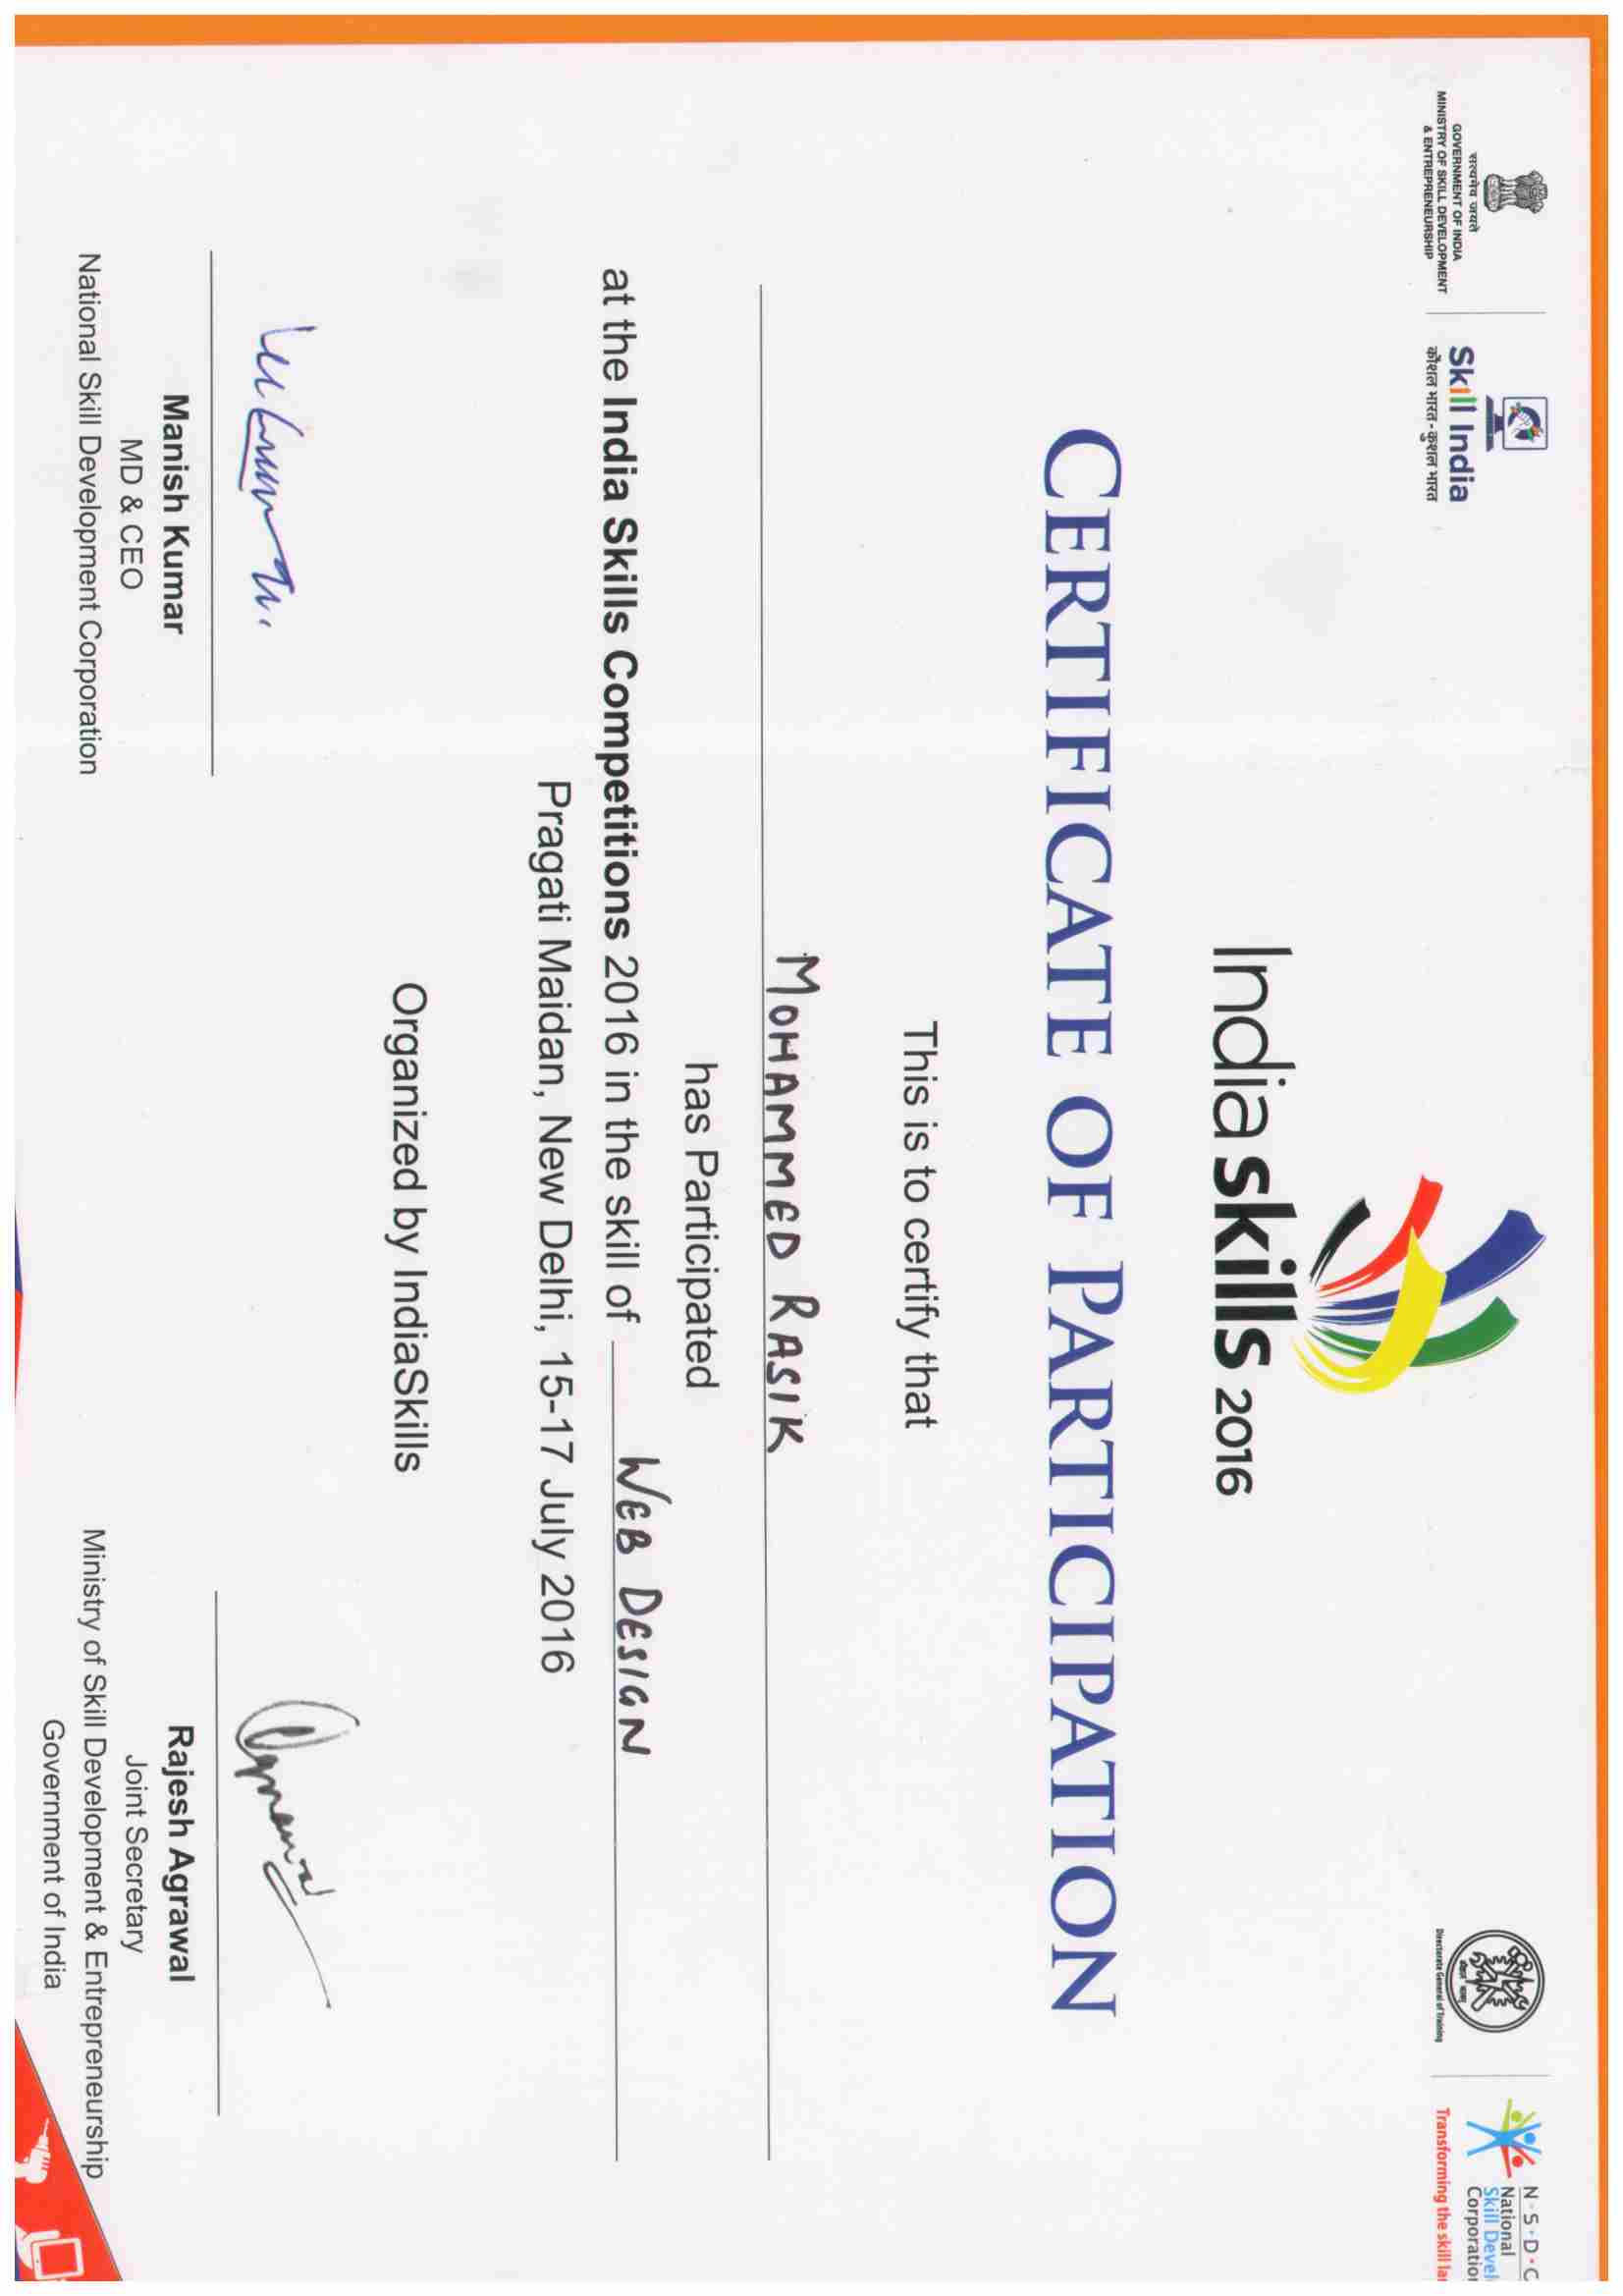 सत्यमेव जयते
GOVERNMENT OF INDIA
MINISTRY OF SKILL DEVELOPMENT
& ENTREPRENEURSHIP
Skill India
कौशल भारत - कुशल भारत
Directorate General of Training
N·S·D·C
National
Skill Devel
Corporation
Transforming the skill la
India skills 2016
CERTIFICATE OF PARTICIPATION
This is to certify that
MOHAMMED RASIK
has Participated
at the India Skills Competitions 2016 in the skill of WEB DESIGN
Pragati Maidan, New Delhi, 15-17 July 2016
Organized by IndiaSkills
Manish Kumar
MD & CEO
National Skill Development Corporation
Agrawal
Rajesh Agrawal
Joint Secretary
Ministry of Skill Development & Entrepreneurship
Government of India